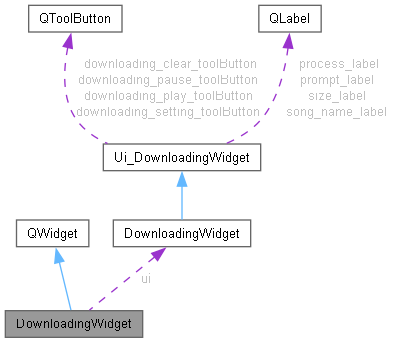 QToolButton
QLabel
downloading_clear_toolButton
downloading_pause_toolButton
downloading_play_toolButton
downloading_setting_toolButton
process_label
prompt_label
size_label
song_name_label
Ui_DownloadingWidget
QWidget
DownloadingWidget
ui
DownloadingWidget